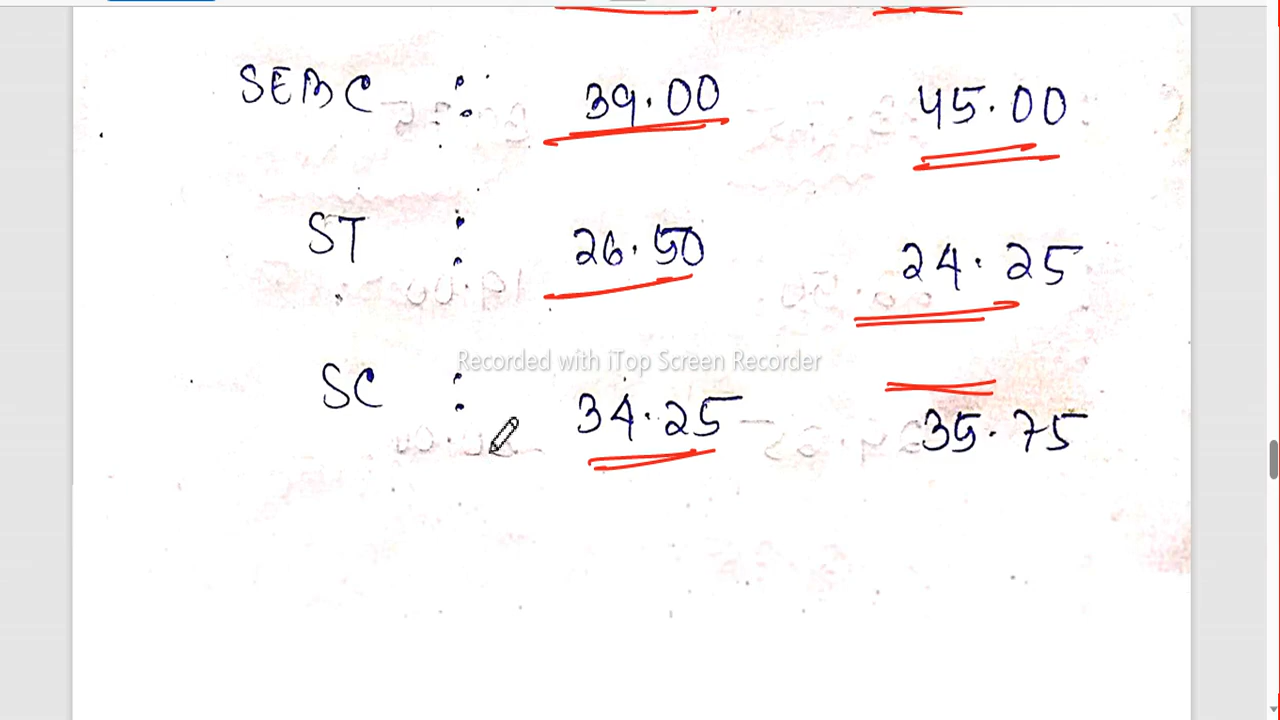 SEBC : 39.00 45.00
ST : 26.50 24.25
Recorded with iTop Screen Recorder
SC : 34.25 35.75